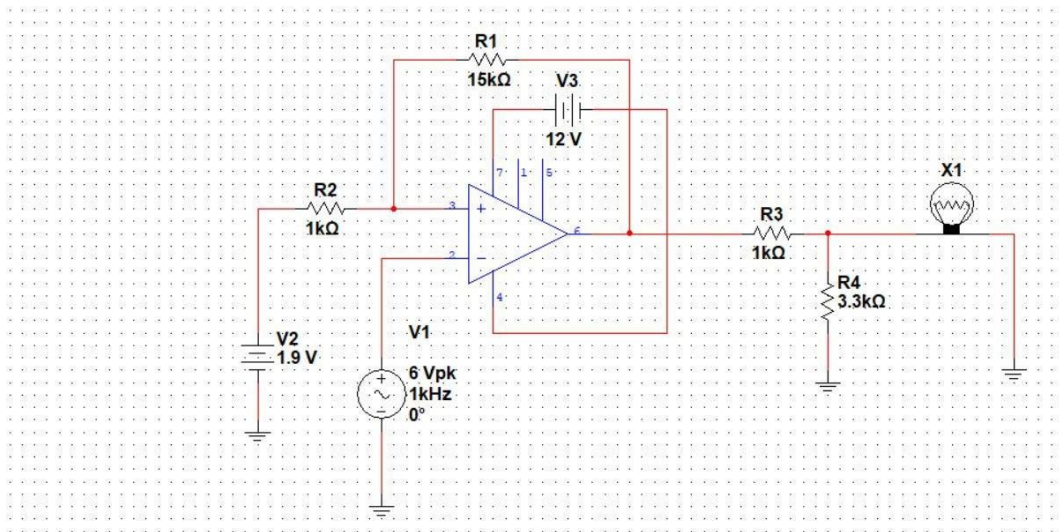 R1
15kΩ
V3
12 V
7
1
5
X1
R2
1kΩ
3
+
6
R3
1kΩ
2
−
R4
3.3kΩ
4
V1
V2
1.9 V
+
6 Vpk
1kHz
0°